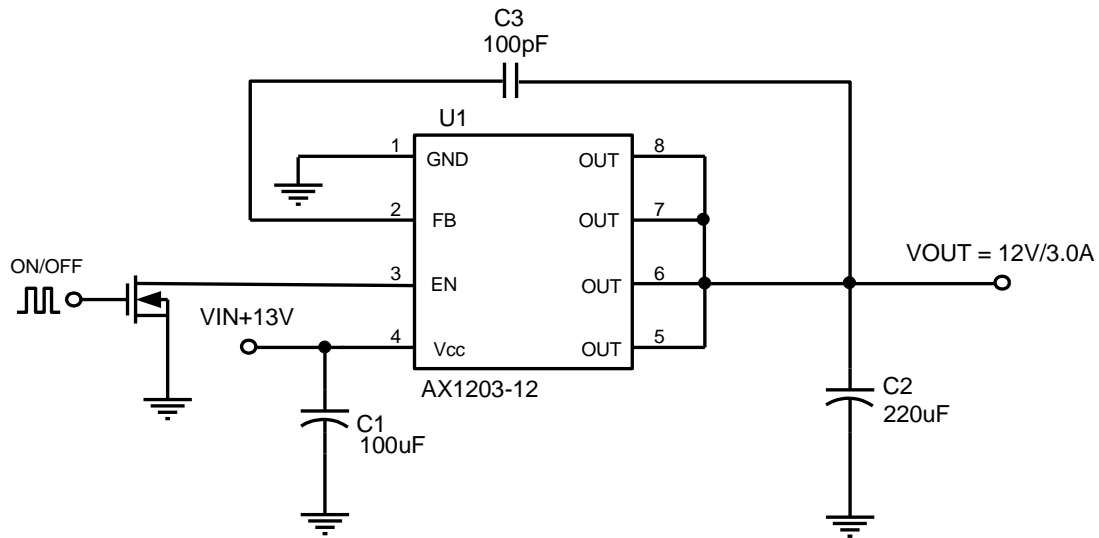 C3
100pF
U1
1 GND OUT 8
2 FB OUT 7
ON/OFF
3 EN OUT 6
VOUT = 12V/3.0A
VIN+13V
4 Vcc OUT 5
AX1203-12
C1
100uF
C2
220uF